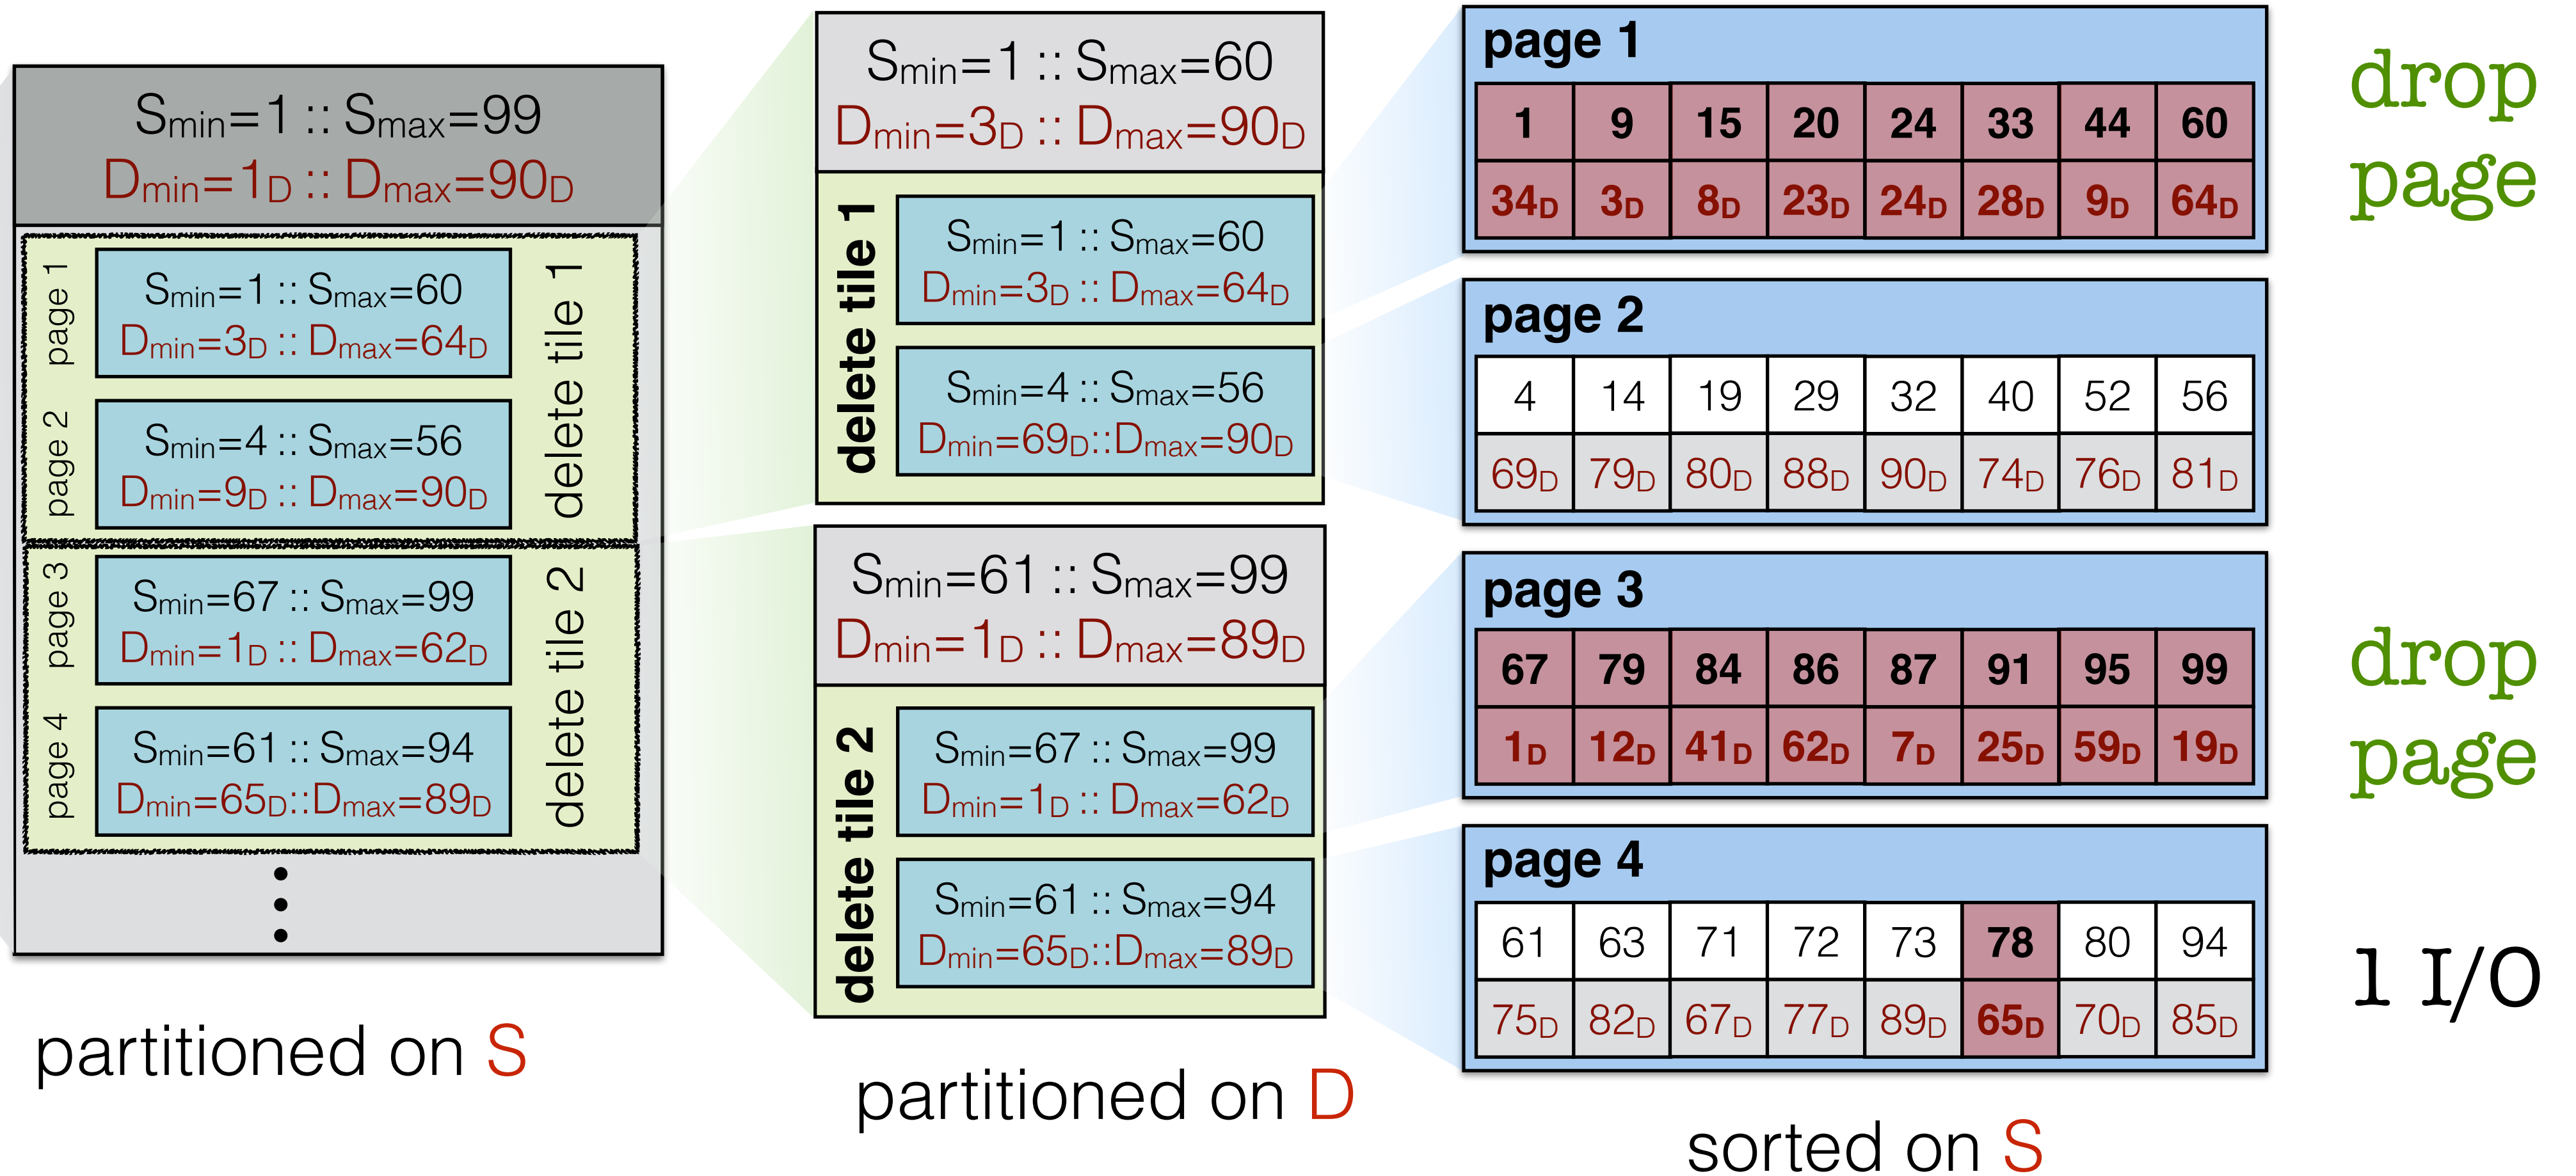 Smin=1 :: Smax=99
Dmin=1D :: Dmax=90D
page 1
Smin=1 :: Smax=60
Dmin=3D :: Dmax=64D
page 2
Smin=4 :: Smax=56
Dmin=9D :: Dmax=90D
delete tile 1
page 3
Smin=67 :: Smax=99
Dmin=1D :: Dmax=62D
page 4
Smin=61 :: Smax=94
Dmin=65D::Dmax=89D
delete tile 2
partitioned on S
Smin=1 :: Smax=60
Dmin=3D :: Dmax=90D
delete tile 1
Smin=1 :: Smax=60
Dmin=3D :: Dmax=64D
Smin=4 :: Smax=56
Dmin=69D::Dmax=90D
Smin=61 :: Smax=99
Dmin=1D :: Dmax=89D
delete tile 2
Smin=67 :: Smax=99
Dmin=1D :: Dmax=62D
Smin=61 :: Smax=94
Dmin=65D::Dmax=89D
partitioned on D
page 1
1 9 15 20 24 33 44 60
34D 3D 8D 23D 24D 28D 9D 64D
drop
page
page 2
4 14 19 29 32 40 52 56
69D 79D 80D 88D 90D 74D 76D 81D
page 3
67 79 84 86 87 91 95 99
1D 12D 41D 62D 7D 25D 59D 19D
drop
page
page 4
61 63 71 72 73 78 80 94
75D 82D 67D 77D 89D 65D 70D 85D
1 I/O
sorted on S